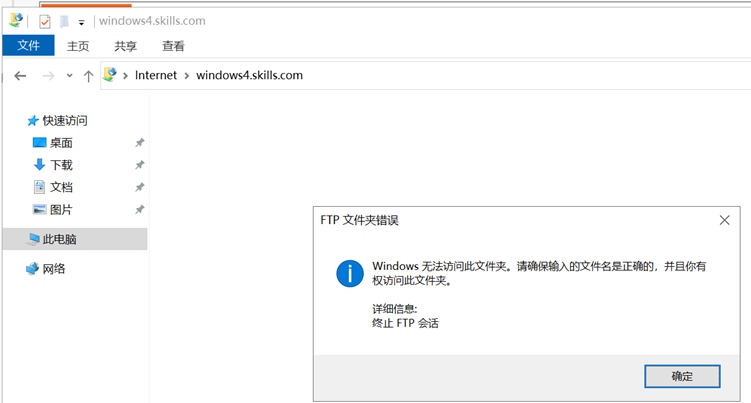 windows4.skills.com
文件 主页 共享 查看
Internet windows4.skills.com
快速访问
桌面
下载
文档
图片
此电脑
网络
FTP 文件夹错误
Windows 无法访问此文件夹。请确保输入的文件名是正确的，并且你有
权访问此文件夹。
详细信息:
终止 FTP 会话
确定